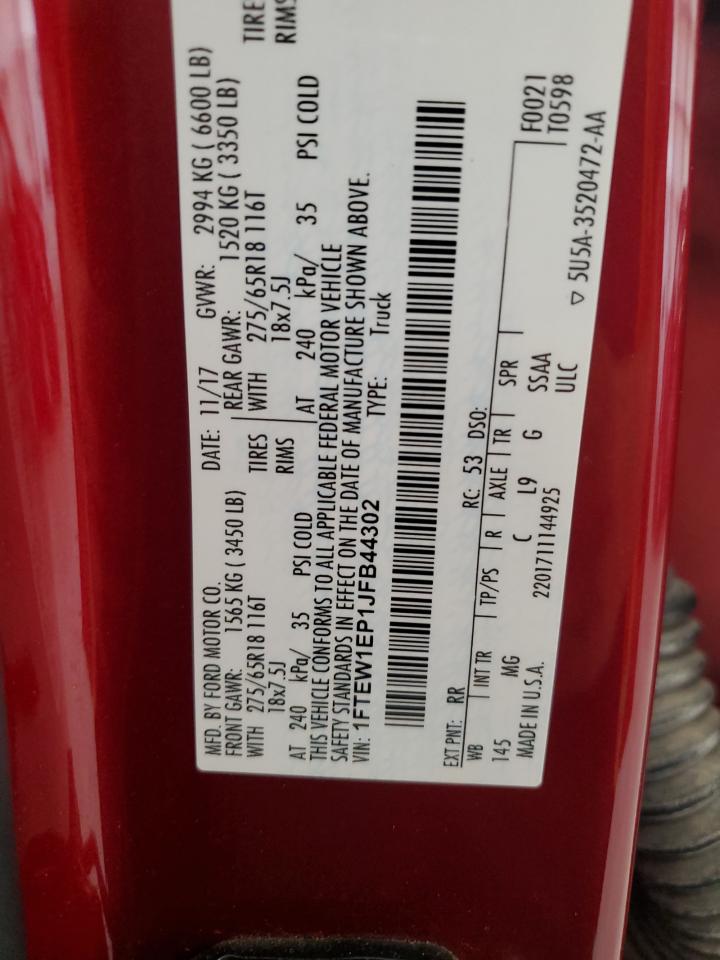 MFD. BY FORD MOTOR CO.
DATE: 11/17 GVWR: 2994 KG ( 6600 LB)
FRONT GAWR: 1565 KG ( 3450 LB) REAR GAWR: 1520 KG ( 3350 LB)
WITH 275/65R18 116T TIRES WITH 275/65R18 116T TIRE
18x7.5J RIMS 18x7.5J RIMS
AT 240 kPa/ 35 PSI COLD AT 240 kPa/ 35 PSI COLD
THIS VEHICLE CONFORMS TO ALL APPLICABLE FEDERAL MOTOR VEHICLE
SAFETY STANDARDS IN EFFECT ON THE DATE OF MANUFACTURE SHOWN ABOVE.
VIN: 1FTEW1EP1JFB44302 TYPE: Truck
EXT PNT: RR RC: 53 DSO:
WB INT TR TP/PS R AXLE TR SPR F0021
145 MG C L9 G SSAA T0598
MADE IN U.S.A. 2201711144925 ULC ▽ 5U5A-3520472-AA